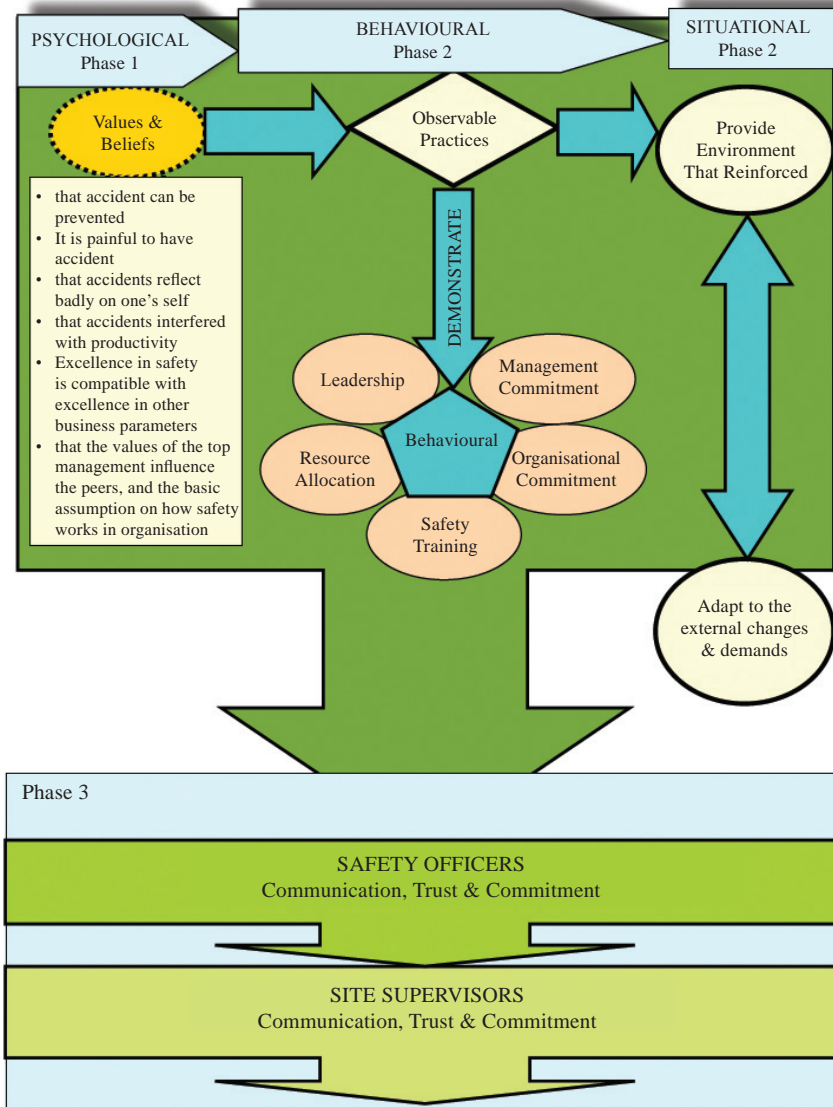 PSYCHOLOGICAL
Phase 1
BEHAVIOURAL
Phase 2
SITUATIONAL
Phase 2
Values &
Beliefs
Observable
Practices
Provide
Environment
That Reinforced
• that accident can be
prevented
• It is painful to have
accident
• that accidents reflect
badly on one's self
• that accidents interfered
with productivity
• Excellence in safety
is compatible with
excellence in other
business parameters
• that the values of the top
management influence
the peers, and the basic
assumption on how safety
works in organisation
DEMONSTRATE
Leadership
Management
Commitment
Behavioural
Resource
Allocation
Organisational
Commitment
Safety
Training
Adapt to the
external changes
& demands
Phase 3
SAFETY OFFICERS
Communication, Trust & Commitment
SITE SUPERVISORS
Communication, Trust & Commitment